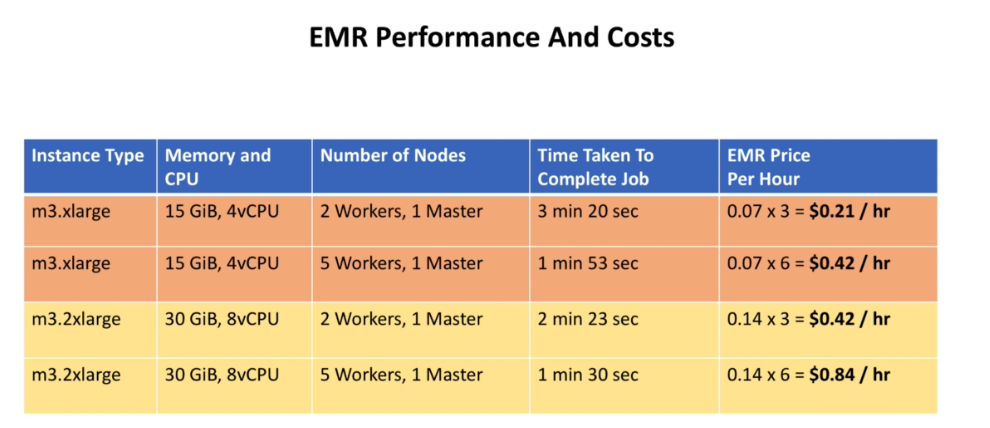 EMR Performance And Costs
Instance Type Memory and CPU Number of Nodes Time Taken To Complete Job EMR Price Per Hour
m3.xlarge 15 GiB, 4vCPU 2 Workers, 1 Master 3 min 20 sec 0.07 x 3 = $0.21 / hr
m3.xlarge 15 GiB, 4vCPU 5 Workers, 1 Master 1 min 53 sec 0.07 x 6 = $0.42 / hr
m3.2xlarge 30 GiB, 8vCPU 2 Workers, 1 Master 2 min 23 sec 0.14 x 3 = $0.42 / hr
m3.2xlarge 30 GiB, 8vCPU 5 Workers, 1 Master 1 min 30 sec 0.14 x 6 = $0.84 / hr